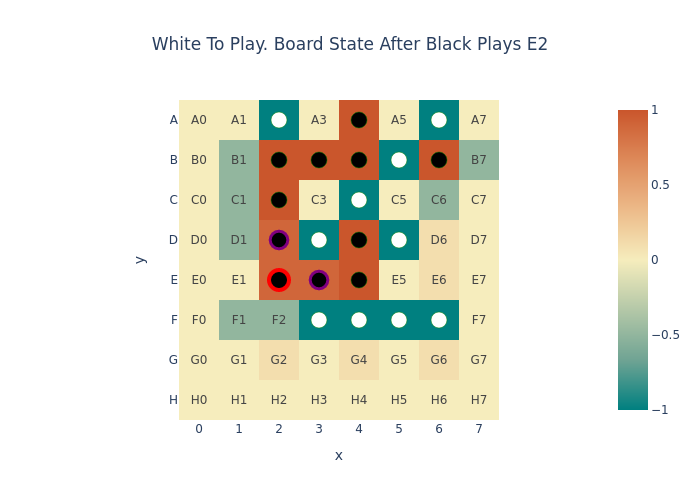 White To Play. Board State After Black Plays E2
A A0 A1 A3 A5 A7
B B0 B1 B7
C C0 C1 C3 C5 C6 C7
D D0 D1 D6 D7
E E0 E1 E5 E6 E7
F F0 F1 F2 F7
G G0 G1 G2 G3 G4 G5 G6 G7
H H0 H1 H2 H3 H4 H5 H6 H7
0 1 2 3 4 5 6 7
x
y
1
0.5
0
−0.5
−1